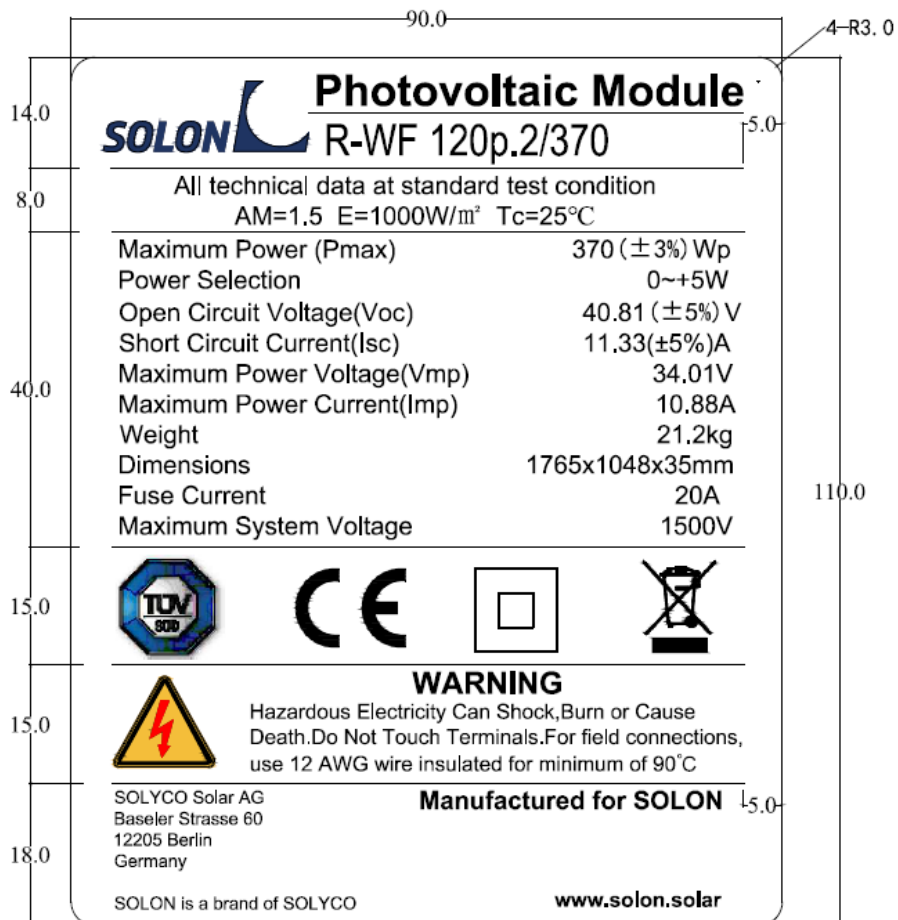 90.0
4-R3.0
14.0
SOLON
Photovoltaic Module
R-WF 120p.2/370
5.0
8.0
All technical data at standard test condition
AM=1.5 E=1000W/㎡ Tc=25℃
40.0
Maximum Power (Pmax) 370(±3%)Wp
Power Selection 0~+5W
Open Circuit Voltage(Voc) 40.81(±5%)V
Short Circuit Current(Isc) 11.33(±5%)A
Maximum Power Voltage(Vmp) 34.01V
Maximum Power Current(Imp) 10.88A
Weight 21.2kg
Dimensions 1765x1048x35mm
Fuse Current 20A
Maximum System Voltage 1500V
110.0
15.0
TÜV
SÜD
CE
15.0
WARNING
Hazardous Electricity Can Shock,Burn or Cause
Death.Do Not Touch Terminals.For field connections,
use 12 AWG wire insulated for minimum of 90°C
18.0
SOLYCO Solar AG
Baseler Strasse 60
12205 Berlin
Germany
Manufactured for SOLON
5.0
SOLON is a brand of SOLYCO
www.solon.solar